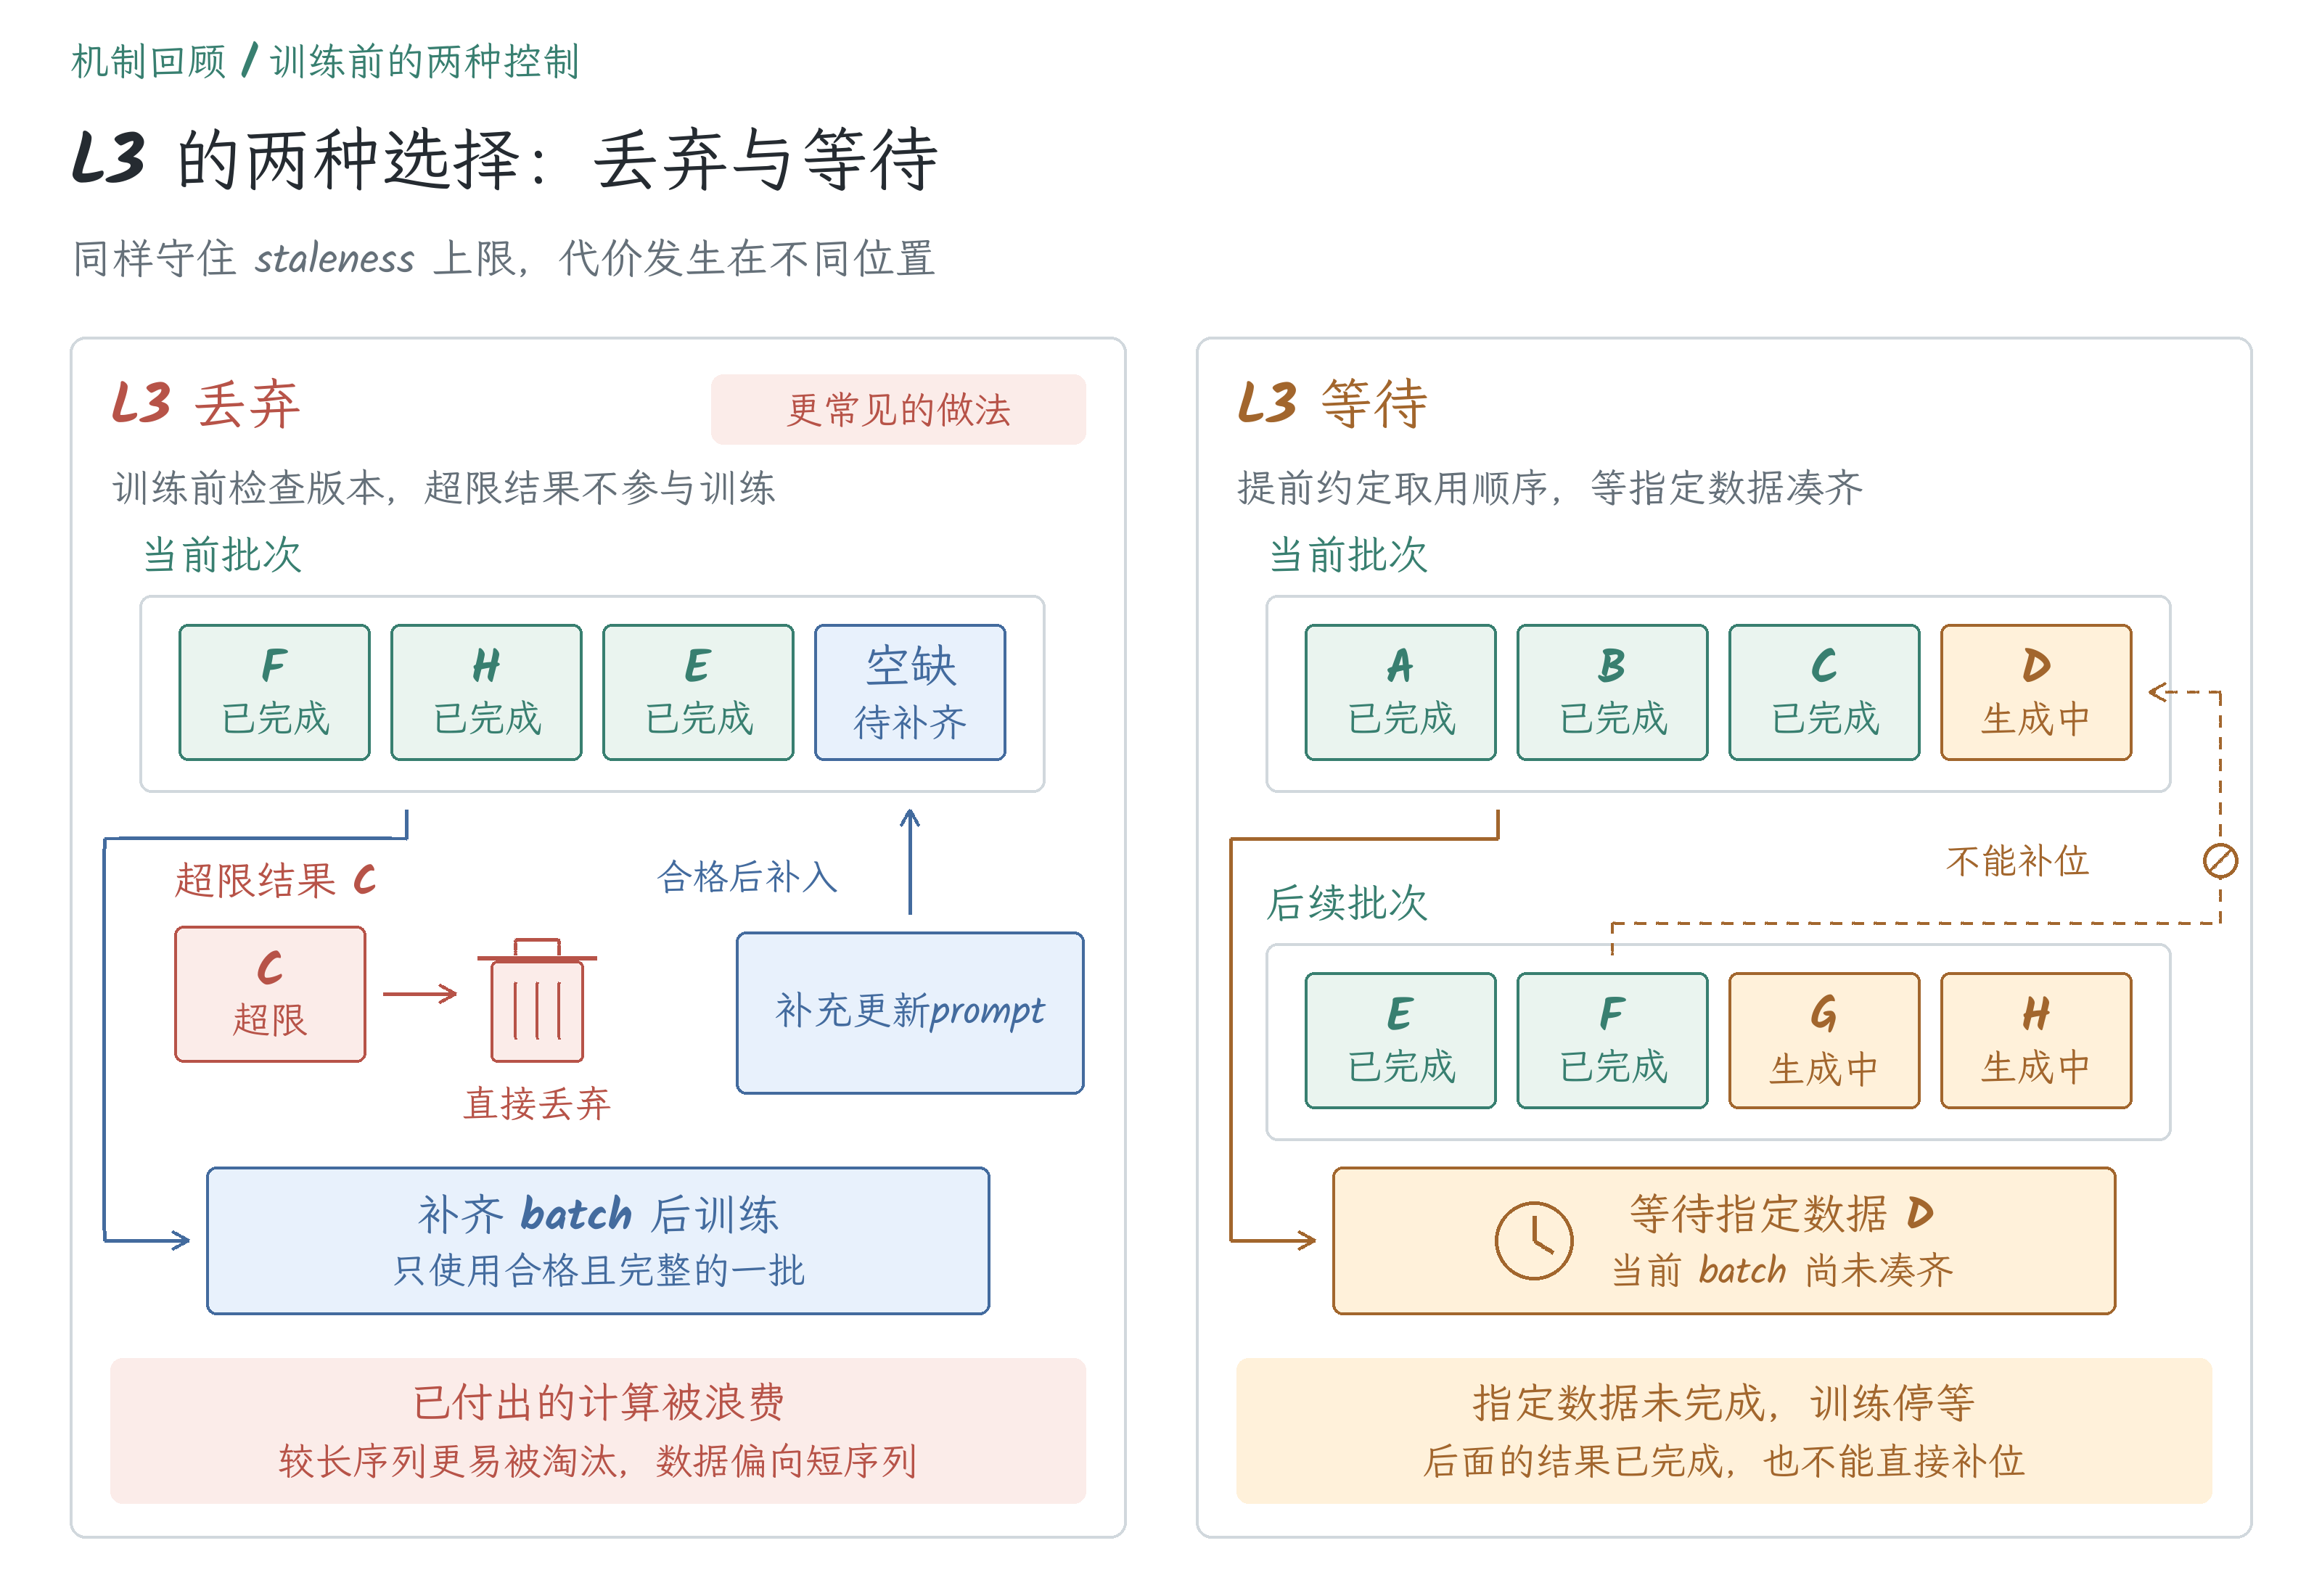 机制回顾 / 训练前的两种控制
L3 的两种选择：丢弃与等待
同样守住 staleness 上限，代价发生在不同位置
L3 丢弃
更常见的做法
训练前检查版本，超限结果不参与训练
当前批次
F
已完成
H
已完成
E
已完成
空缺
待补齐
超限结果 C
合格后补入
C
超限
直接丢弃
补充更新prompt
补齐 batch 后训练
只使用合格且完整的一批
已付出的计算被浪费
较长序列更易被淘汰，数据偏向短序列
L3 等待
提前约定取用顺序，等指定数据凑齐
当前批次
A
已完成
B
已完成
C
已完成
D
生成中
不能补位
后续批次
E
已完成
F
已完成
G
生成中
H
生成中
等待指定数据 D
当前 batch 尚未凑齐
指定数据未完成，训练停等
后面的结果已完成，也不能直接补位